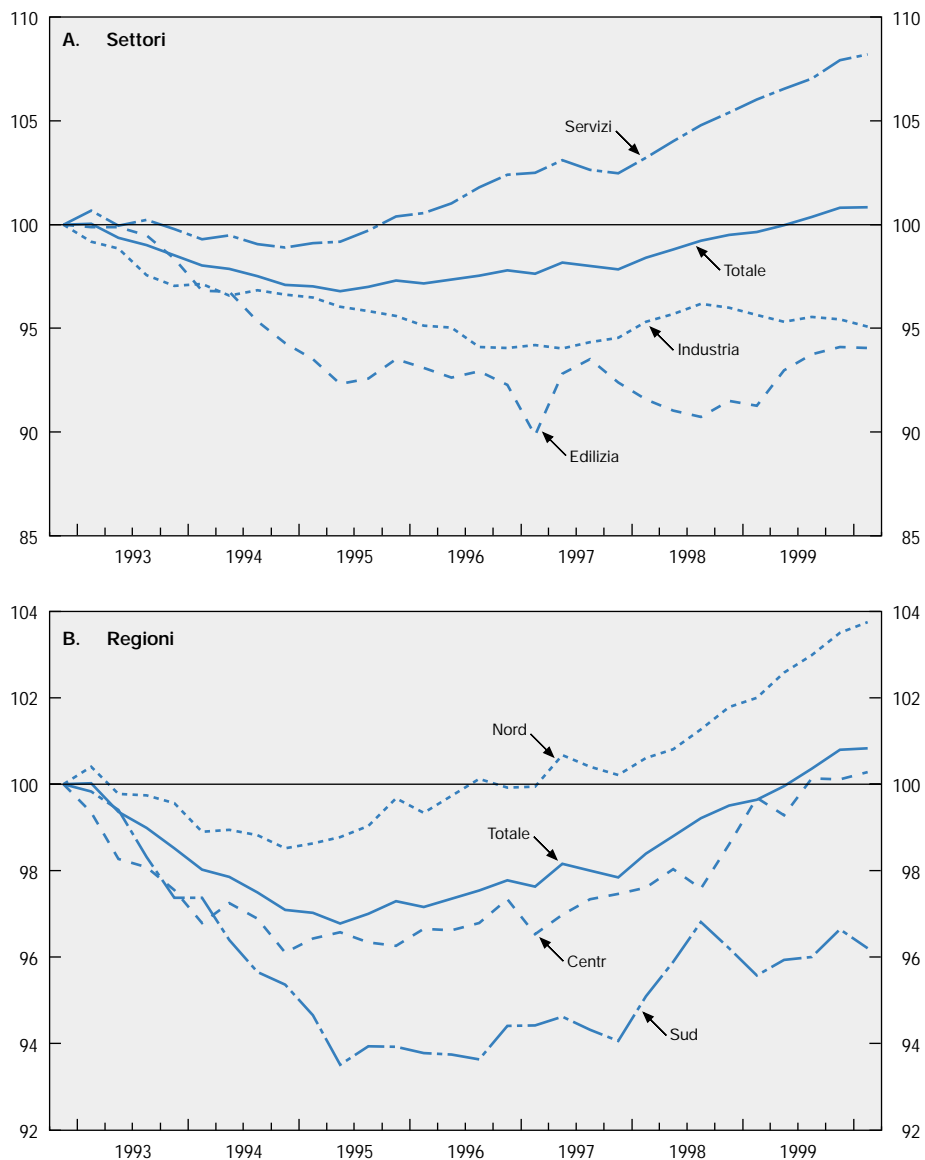 110 110
A. Settori
105 105
Servizi
100 100
Totale
95 95
Industria
90 90
Edilizia
85 85
1993 1994 1995 1996 1997 1998 1999
104 104
B. Regioni
102 102
Nord
100 100
Totale
98 98
Centr
96 96
Sud
94 94
92 92
1993 1994 1995 1996 1997 1998 1999